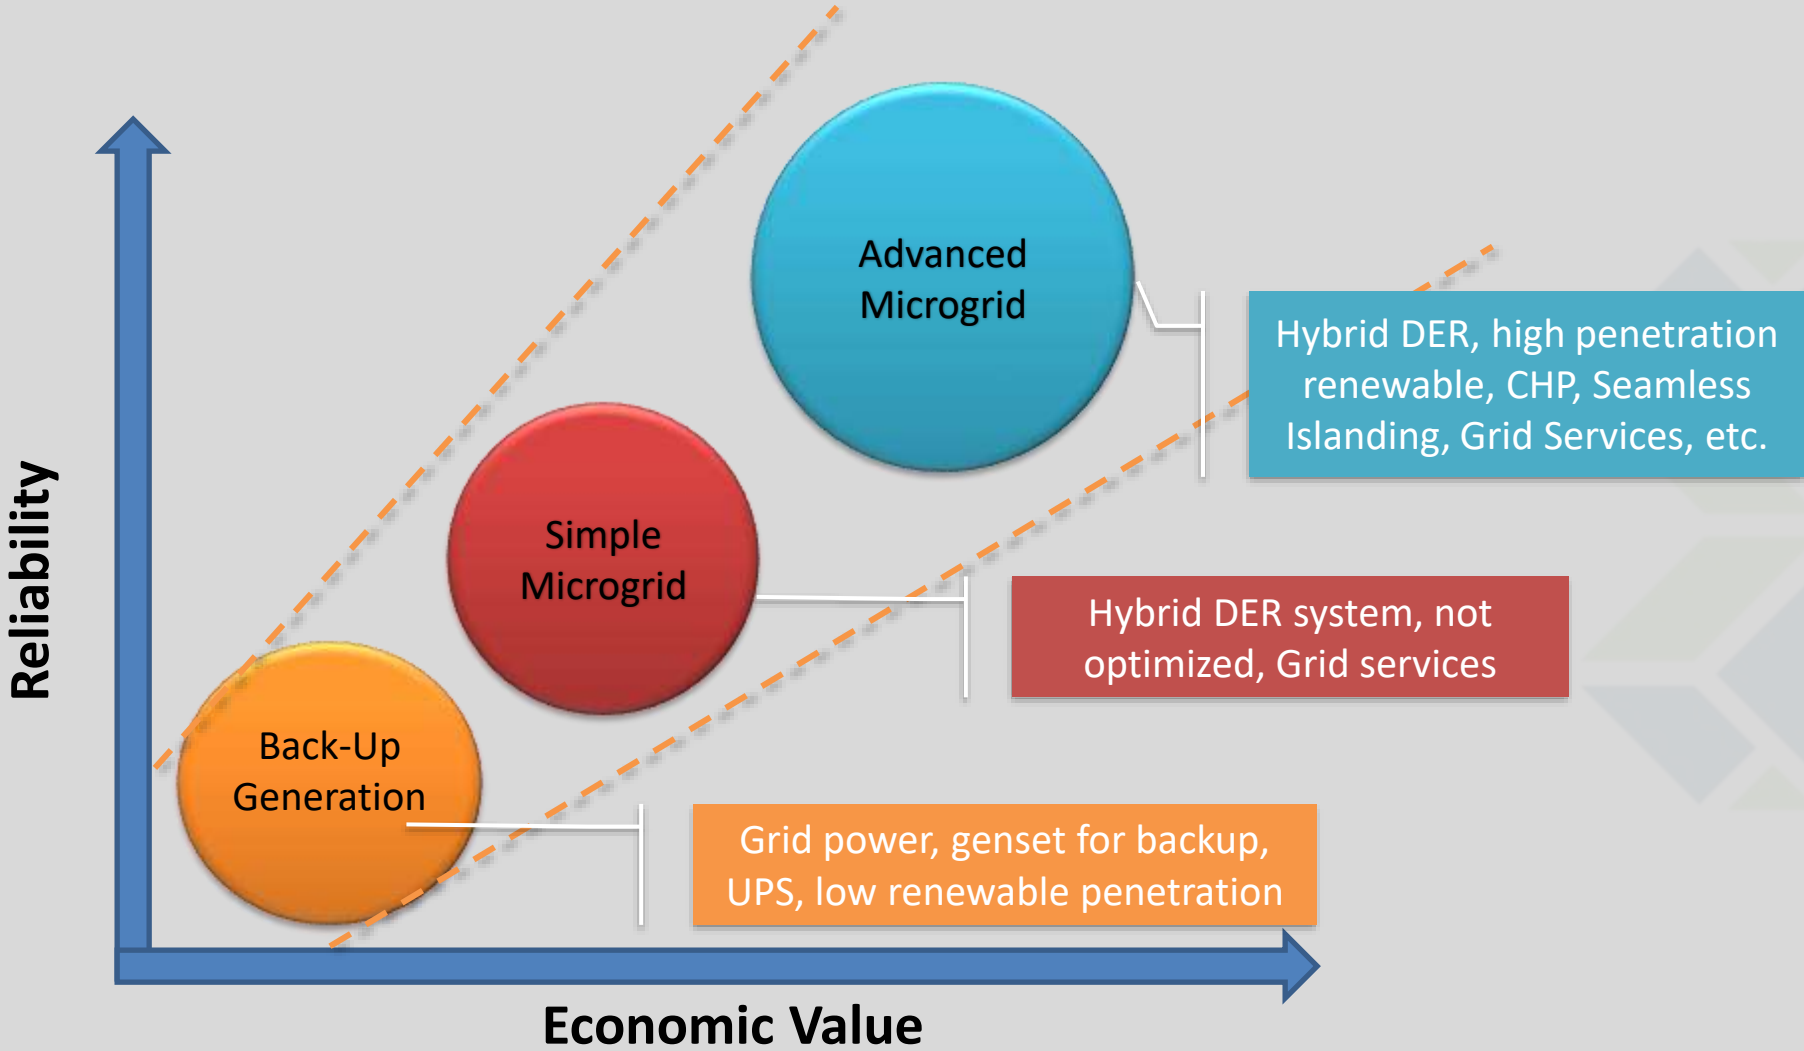 Reliability
Advanced
Microgrid
Hybrid DER, high penetration
renewable, CHP, Seamless
Islanding, Grid Services, etc.
Simple
Microgrid
Hybrid DER system, not
optimized, Grid services
Back-Up
Generation
Grid power, genset for backup,
UPS, low renewable penetration
Economic Value